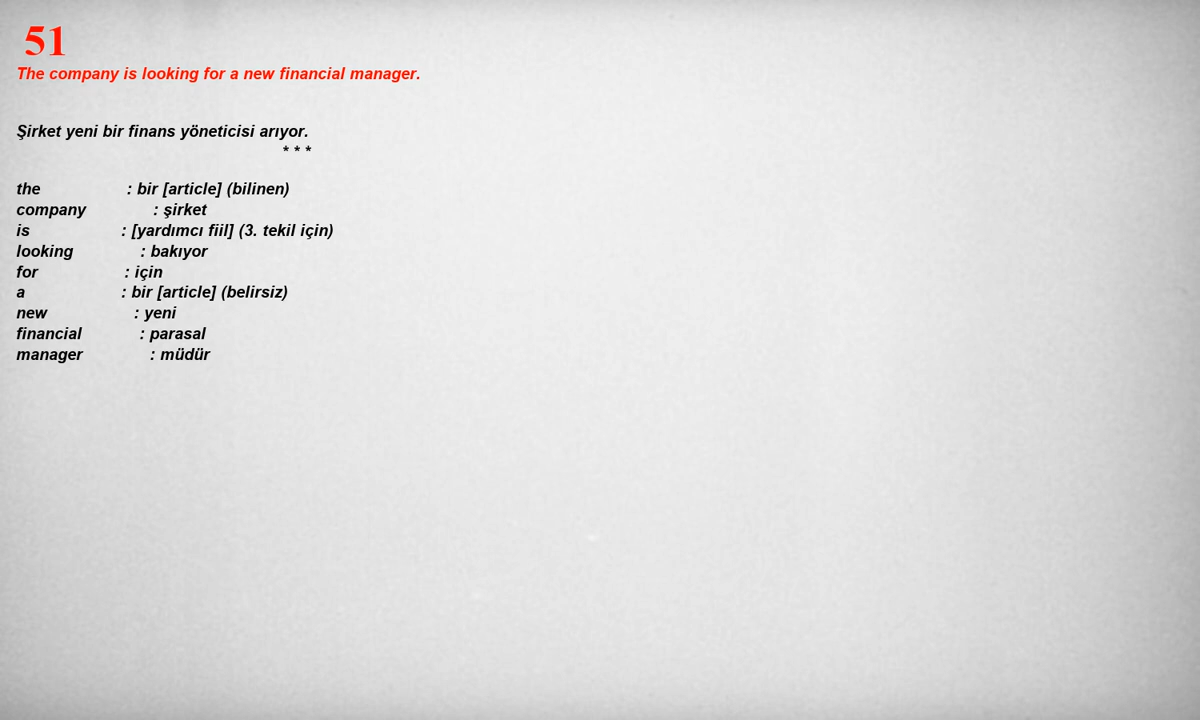 51
The company is looking for a new financial manager.
Şirket yeni bir finans yöneticisi arıyor.
* * *
the : bir [article] (bilinen)
company : şirket
is : [yardımcı fiil] (3. tekil için)
looking : bakıyor
for : için
a : bir [article] (belirsiz)
new : yeni
financial : parasal
manager : müdür